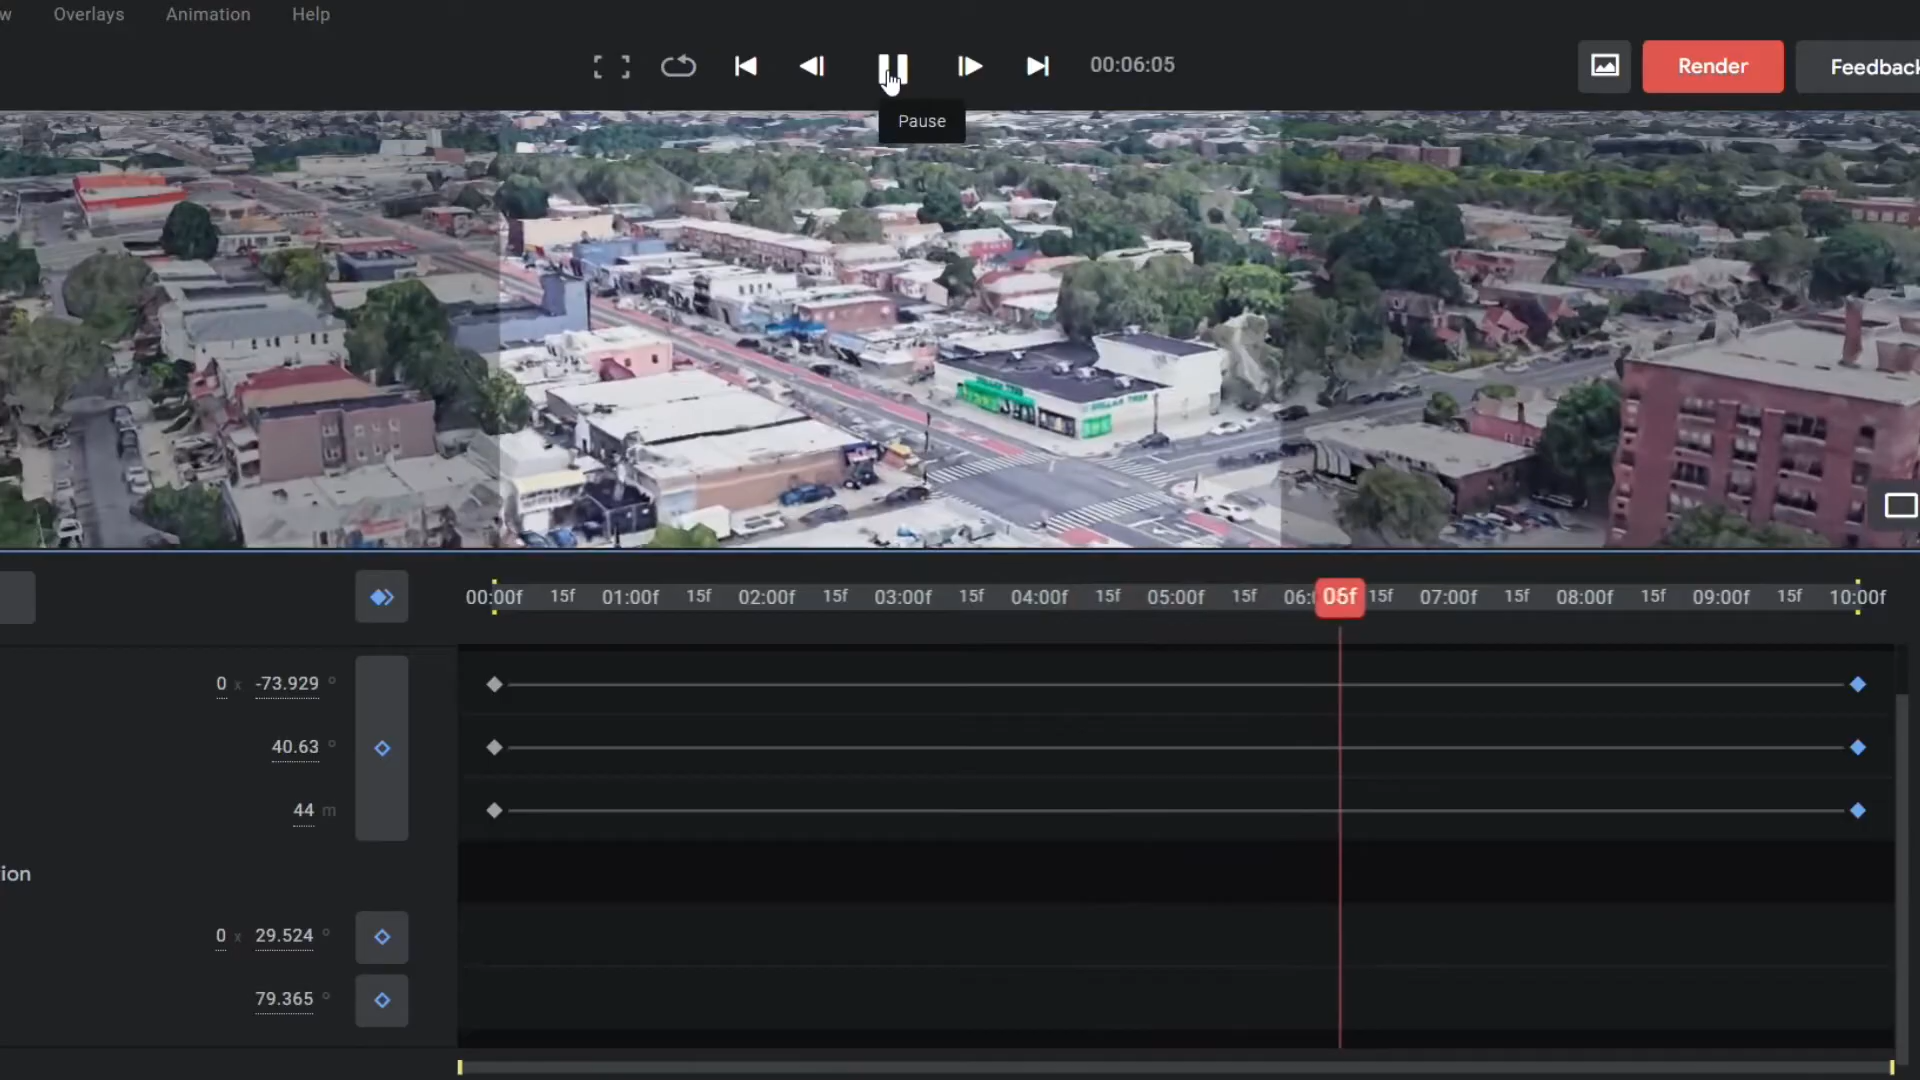 w Overlays Animation Help
00:06:05 Render Feedback
Pause
DOLLAR TREE
00:00f 15f 01:00f 15f 02:00f 15f 03:00f 15f 04:00f 15f 05:00f 15f 06: 06f 15f 07:00f 15f 08:00f 15f 09:00f 15f 10:00f
0 x -73.929 °
40.63 °
44 m
ion
0 x 29.524 °
79.365 °